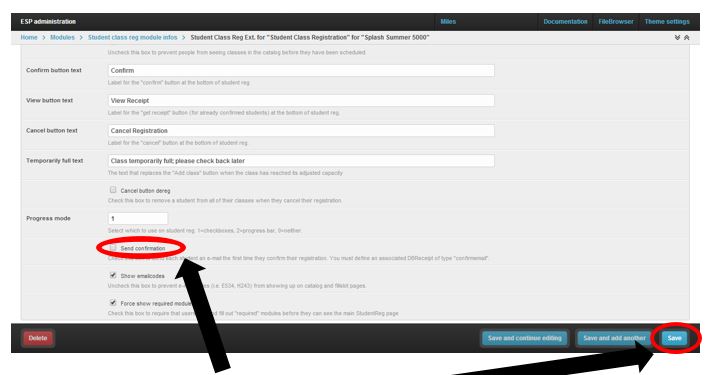 ESP administration Miles Documentation FileBrowser Theme settings
Home > Modules > Student class reg module infos > Student Class Reg Ext. for "Student Class Registration" for "Splash Summer 5000"
Uncheck this box to prevent people from seeing classes in the catalog before they have been scheduled.
Confirm button text Confirm
Label for the "confirm" button at the bottom of student reg
View button text View Receipt
Label for the "get receipt" button (for already confirmed students) at the bottom of student reg.
Cancel button text Cancel Registration
Label for the "cancel" button at the bottom of student reg.
Temporarily full text Class temporarily full; please check back later
The text that replaces the "Add class" button when the class has reached its adjusted capacity
Cancel button dereg
Check this box to remove a student from all of their classes when they cancel their registration.
Progress mode 1
Select which to use on student reg: 1=checkboxes, 2=progress bar, 0=neither.
Send confirmation
Check this box to each student an e-mail the first time they confirm their registration. You must define an associated DBReceipt of type "confirmemail".
Show emailcodes
Uncheck this box to prevent (i.e. E534, H243) from showing up on catalog and fillslot pages.
Force show required modules
Check this box to require that users fill out "required" modules before they can see the main StudentReg page
Delete Save and continue editing Save and add another Save